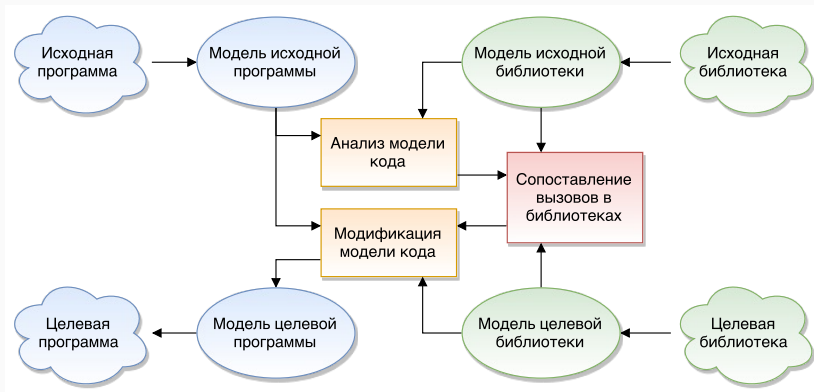 Исходная
программа
Модель исходной
программы
Модель исходной
библиотеки
Исходная
библиотека
Анализ модели
кода
Сопоставление
вызовов в
библиотеках
Модификация
модели кода
Целевая
программа
Модель целевой
программы
Модель целевой
библиотеки
Целевая
библиотека